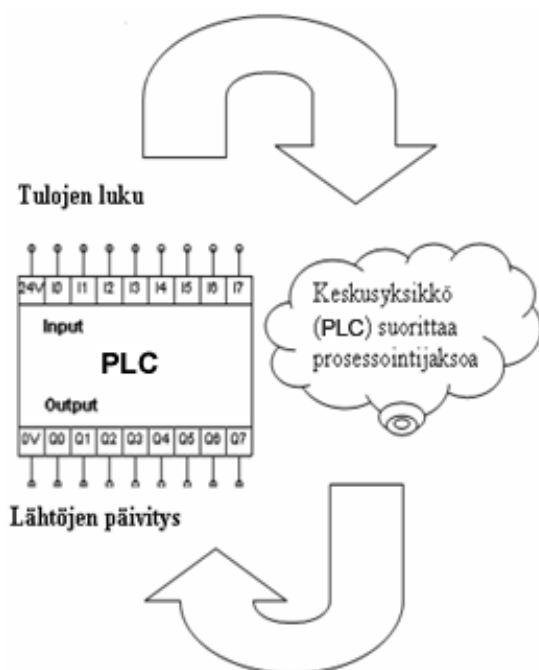 Tulojen luku
24V I0 I1 I2 I3 I4 I5 I6 I7
Input
PLC
Output
0V Q0 Q1 Q2 Q3 Q4 Q5 Q6 Q7
Lähtöjen päivitys
Keskusyksikkö
(PLC) suorittaa
prosessointijaksoa